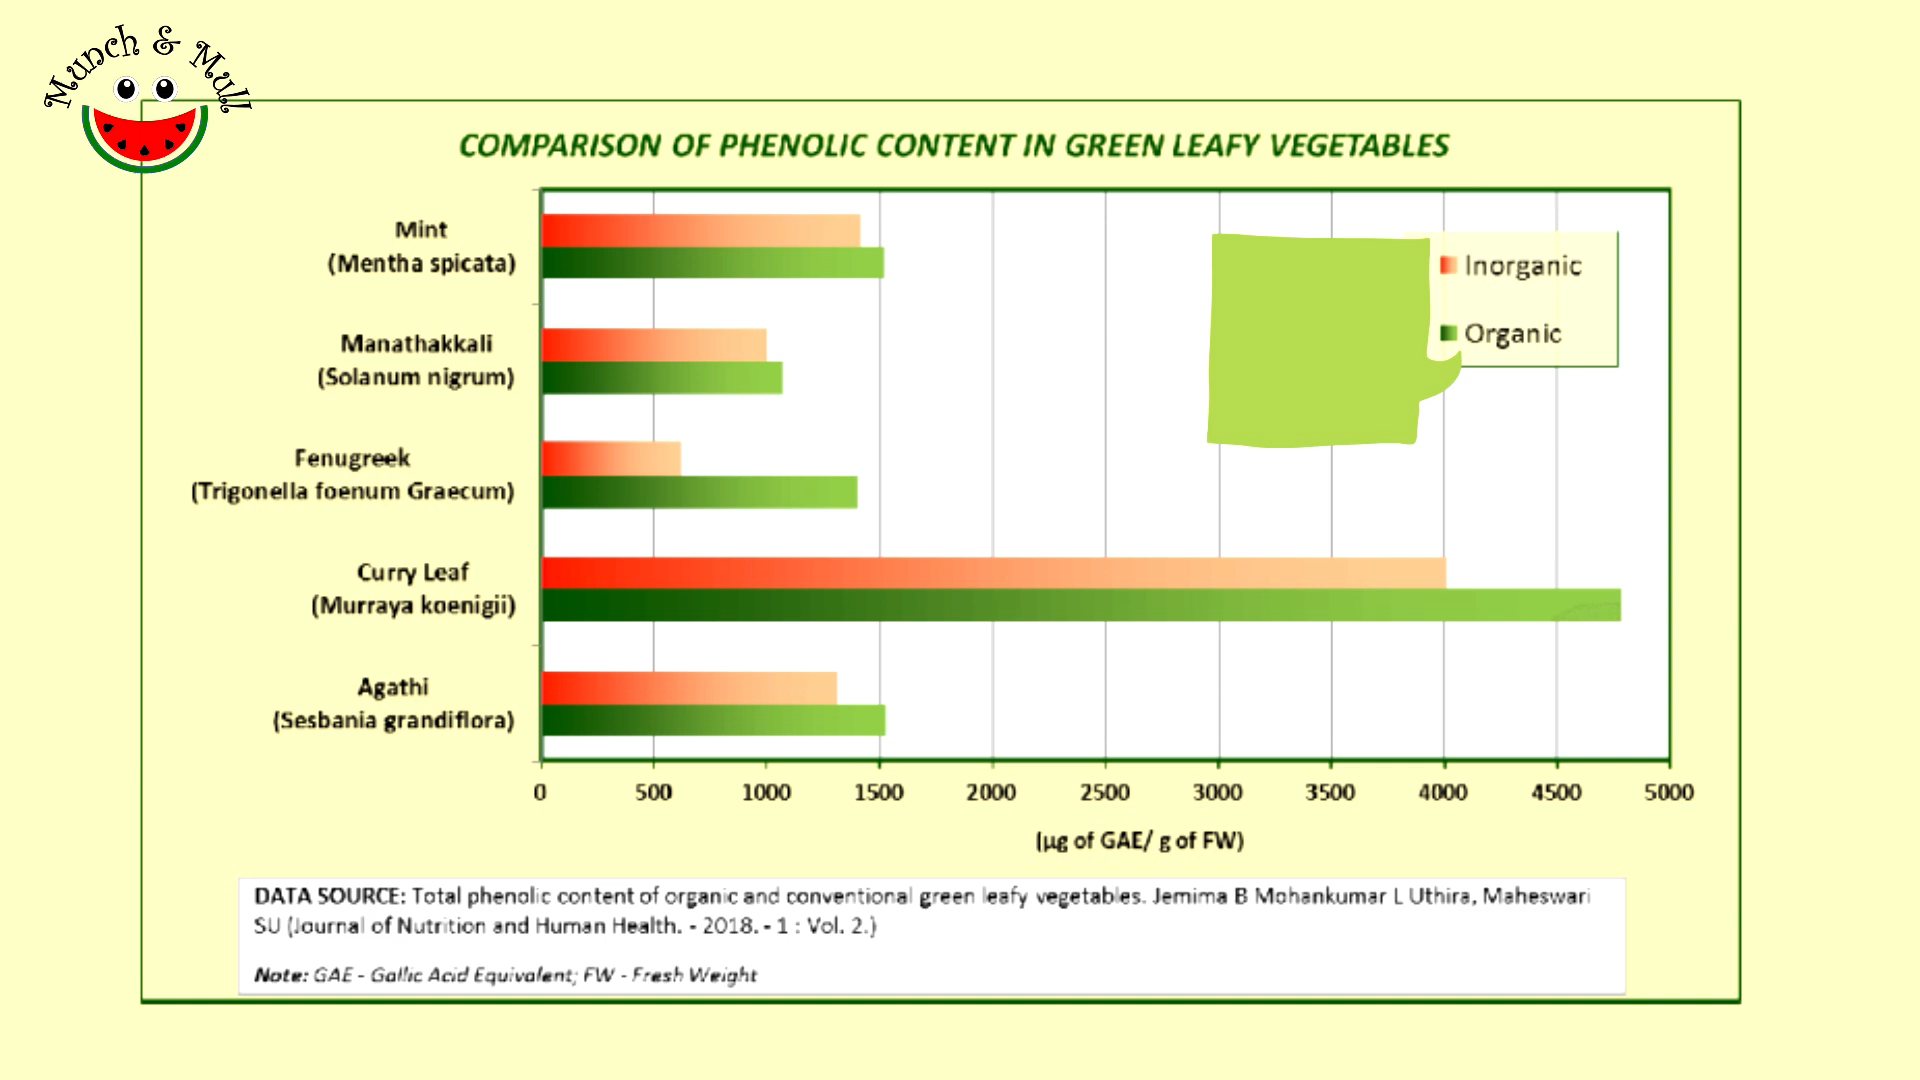 Munch & Mull
COMPARISON OF PHENOLIC CONTENT IN GREEN LEAFY VEGETABLES
Mint
(Mentha spicata)
Manathakkali
(Solanum nigrum)
Fenugreek
(Trigonella foenum Graecum)
Curry Leaf
(Murraya koenigii)
Agathi
(Sesbania grandiflora)
Inorganic
Organic
0 500 1000 1500 2000 2500 3000 3500 4000 4500 5000
(µg of GAE/ g of FW)
DATA SOURCE: Total phenolic content of organic and conventional green leafy vegetables. Jemima B Mohankumar L Uthira, Maheswari
SU (Journal of Nutrition and Human Health. - 2018. - 1 : Vol. 2.)
Note: GAE - Gallic Acid Equivalent; FW - Fresh Weight